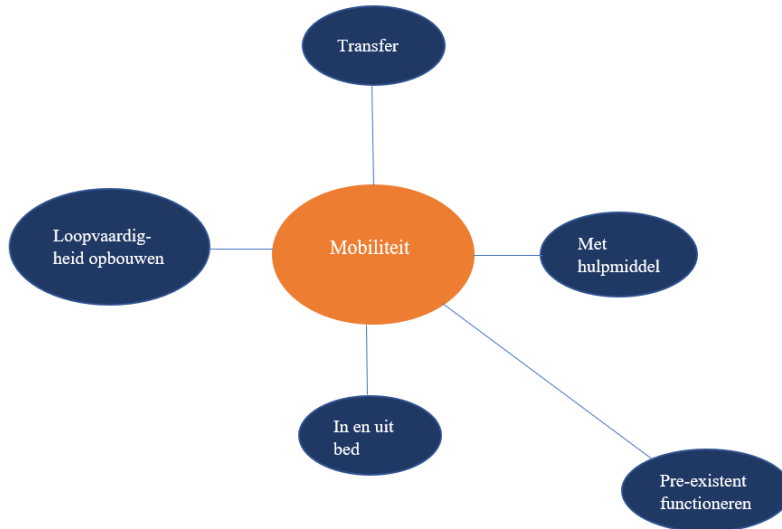 Transfer
Loopvaardig-
heid opbouwen
Mobiliteit
Met
hulpmiddel
In en uit
bed
Pre-existent
functioneren